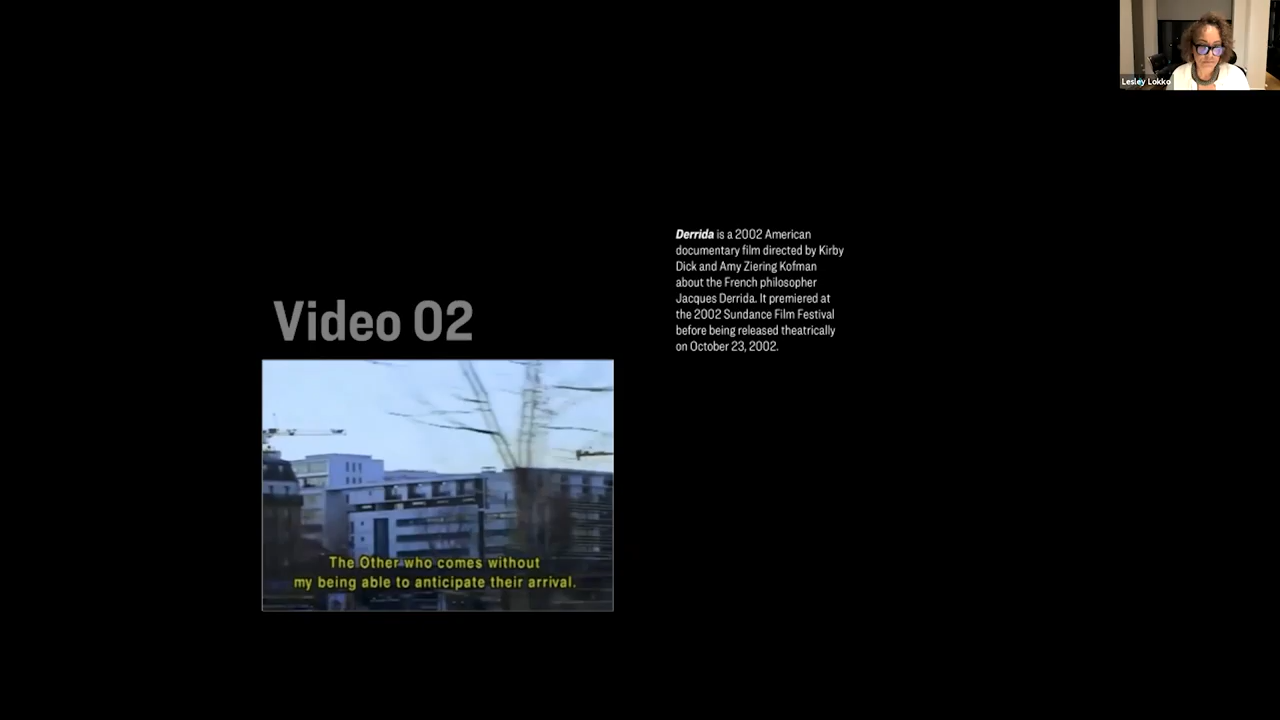 Lesley Lokko
Derrida is a 2002 American
documentary film directed by Kirby
Dick and Amy Ziering Kofman
about the French philosopher
Jacques Derrida. It premiered at
the 2002 Sundance Film Festival
before being released theatrically
on October 23, 2002.
Video 02
The Other who comes without
my being able to anticipate their arrival.